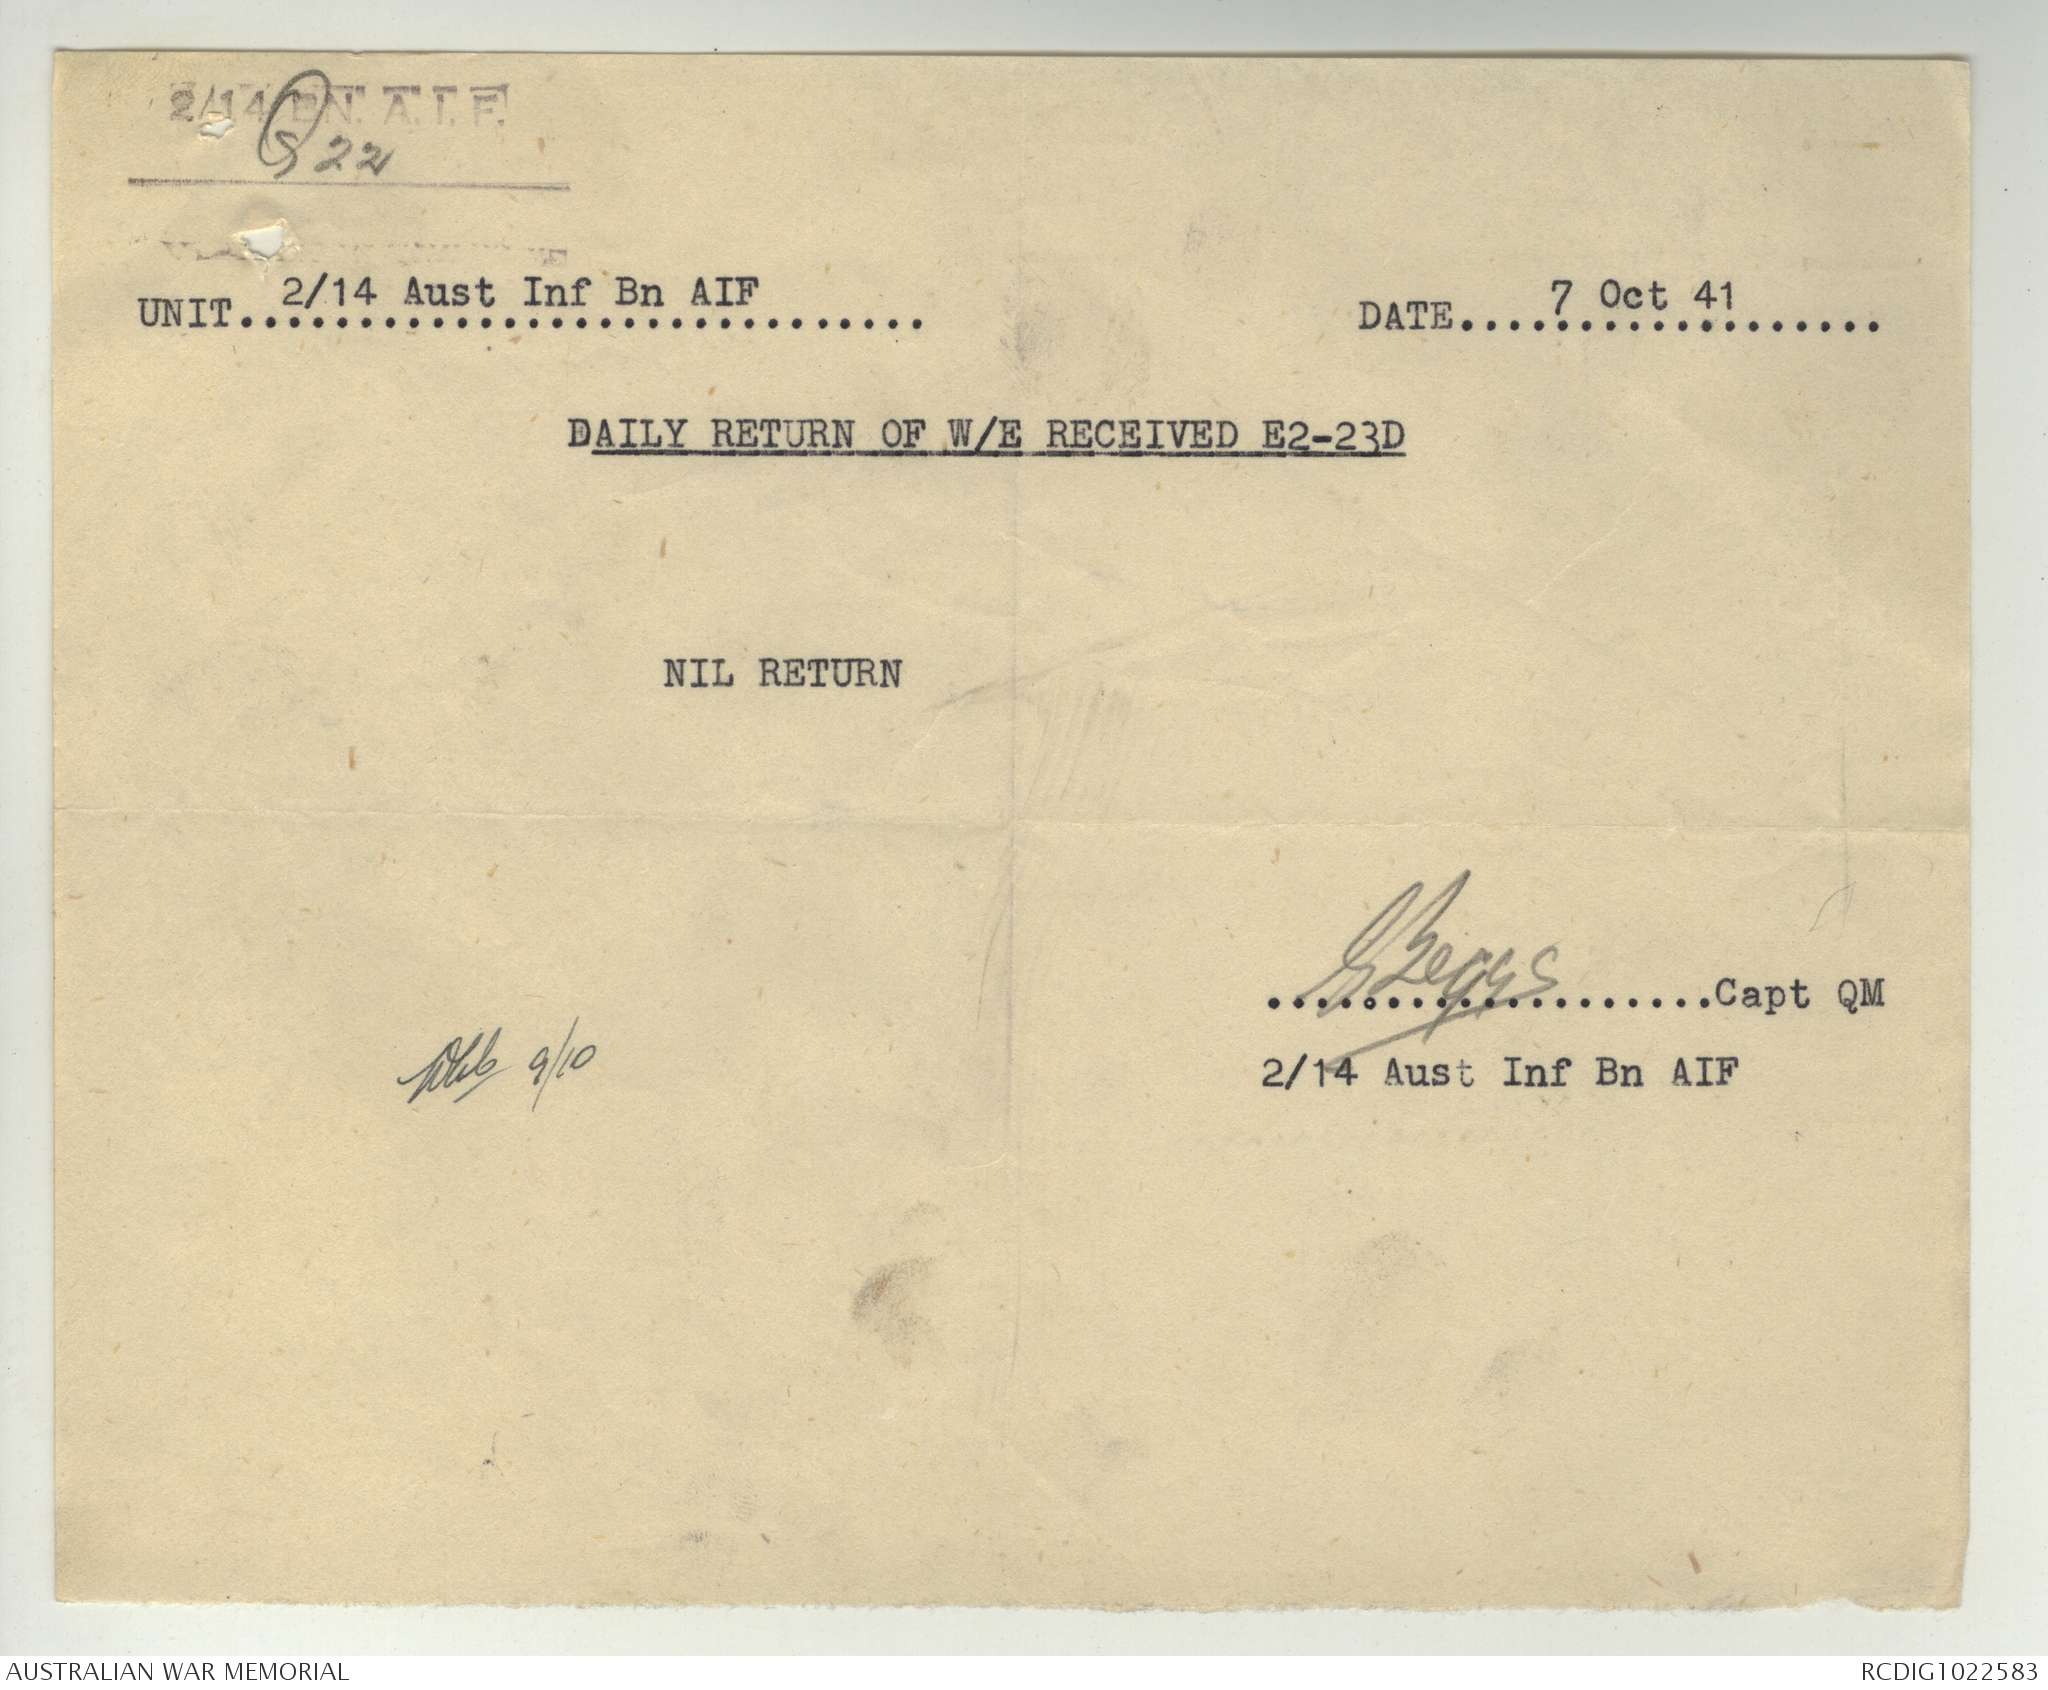 2/14 BN. A.I.F.
Q 22
UNIT 2/14 Aust Inf Bn AIF
DATE 7 Oct 41
DAILY RETURN OF W/E RECEIVED E2-23D
NIL RETURN
G Beggs Capt QM
9/10
2/14 Aust Inf Bn AIF
AUSTRALIAN WAR MEMORIAL
RCDIG1022583